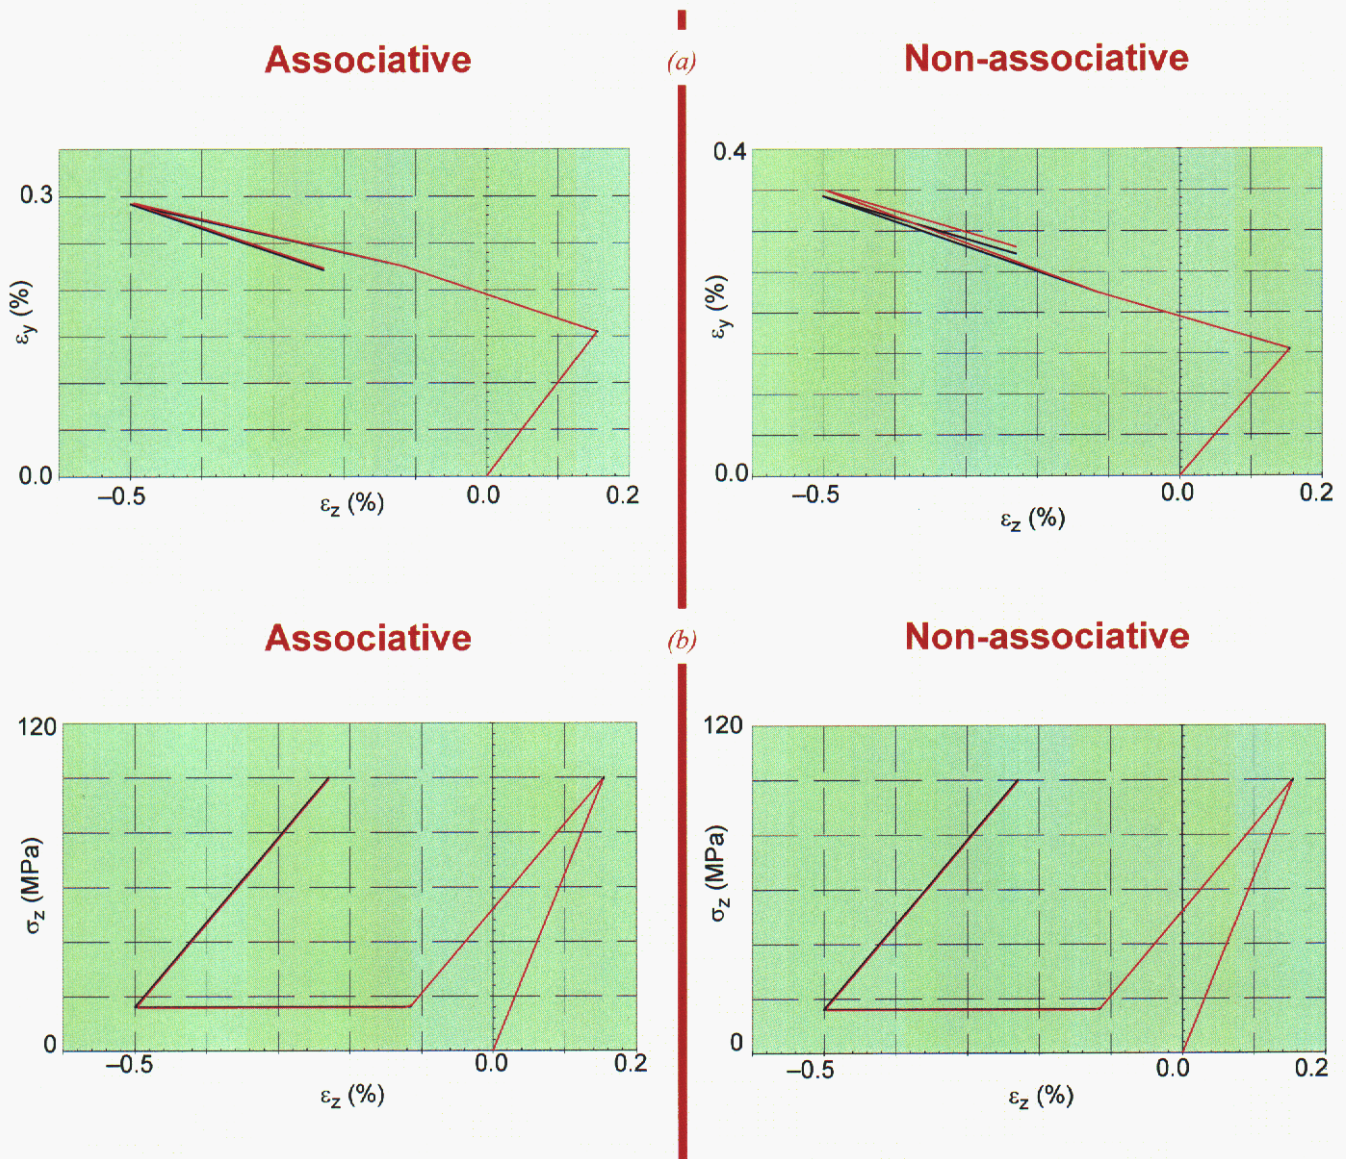 Associative
(a)
Non-associative
0.3
εy (%)
0.0
–0.5
εz (%)
0.0
0.2
0.4
εy (%)
0.0
–0.5
0.0
0.2
εz (%)
Associative
(b)
Non-associative
120
σz (MPa)
0
–0.5
0.0
0.2
εz (%)
120
σz (MPa)
0
–0.5
0.0
0.2
εz (%)